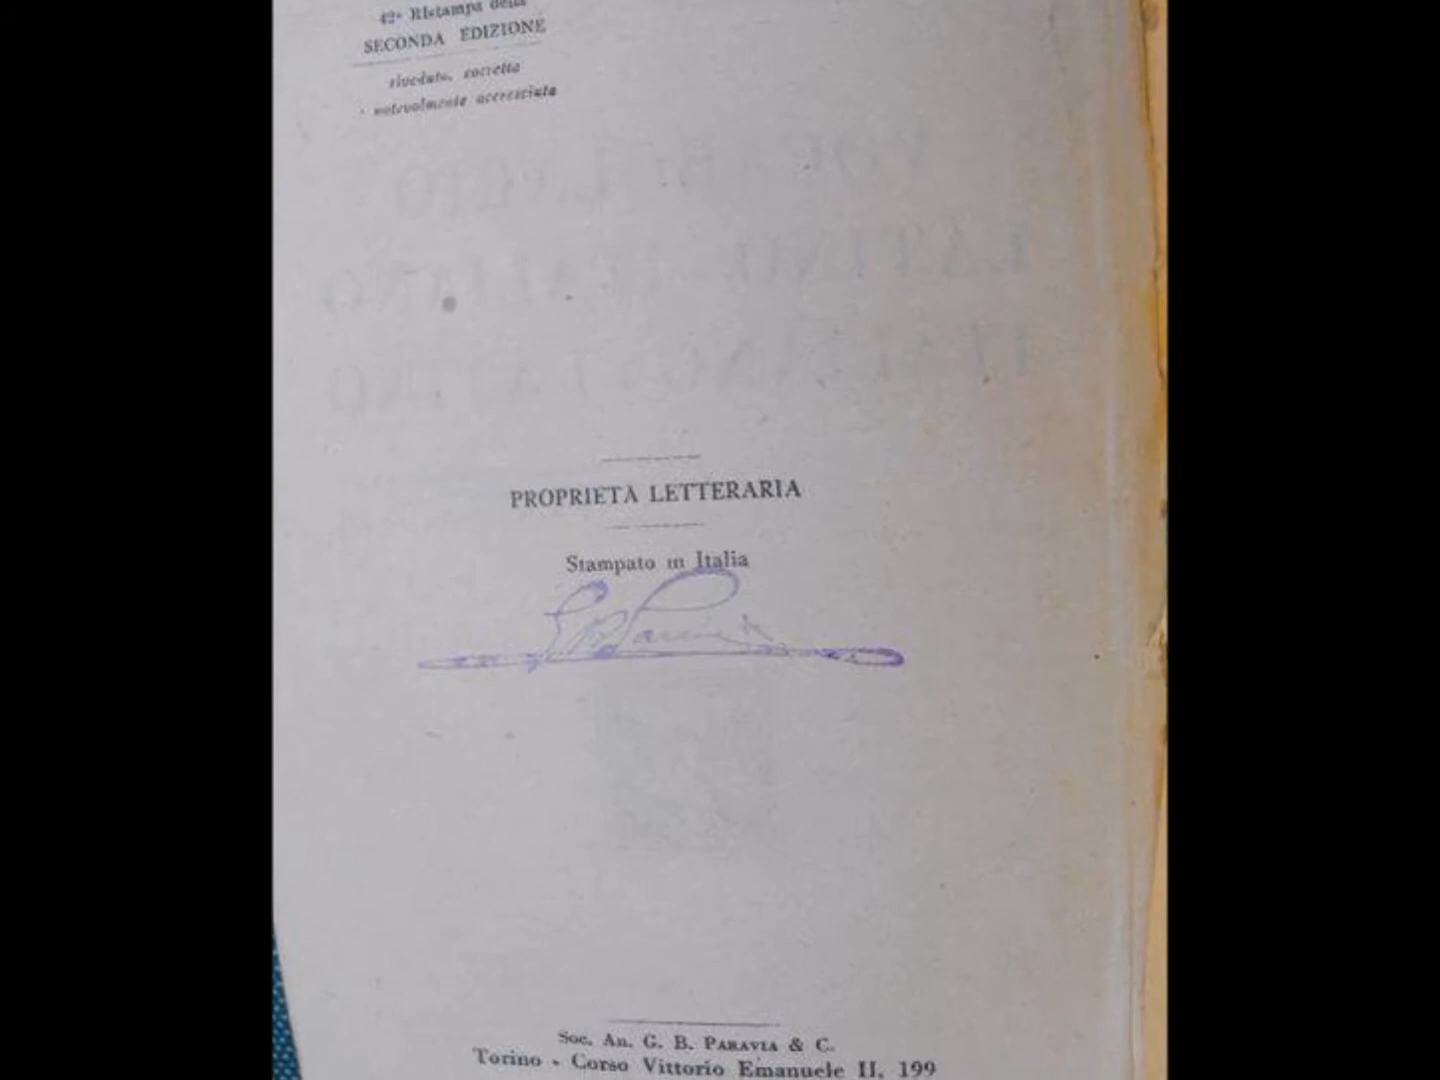 42ª Ristampa della
SECONDA EDIZIONE
riveduta, corretta
notevolmente accresciuta
PROPRIETÀ LETTERARIA
Stampato in Italia
G B Paravia
Soc. An. G. B. PARAVIA & C.
Torino - Corso Vittorio Emanuele II, 199